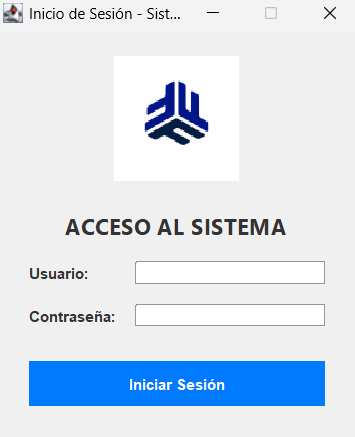 Inicio de Sesión - Sist...
ACCESO AL SISTEMA
Usuario:
Contraseña:
Iniciar Sesión